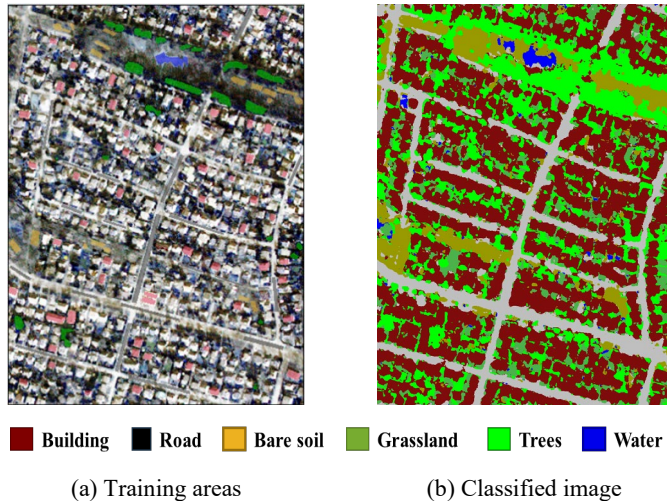 Building Road Bare soil Grassland Trees Water
(a) Training areas (b) Classified image